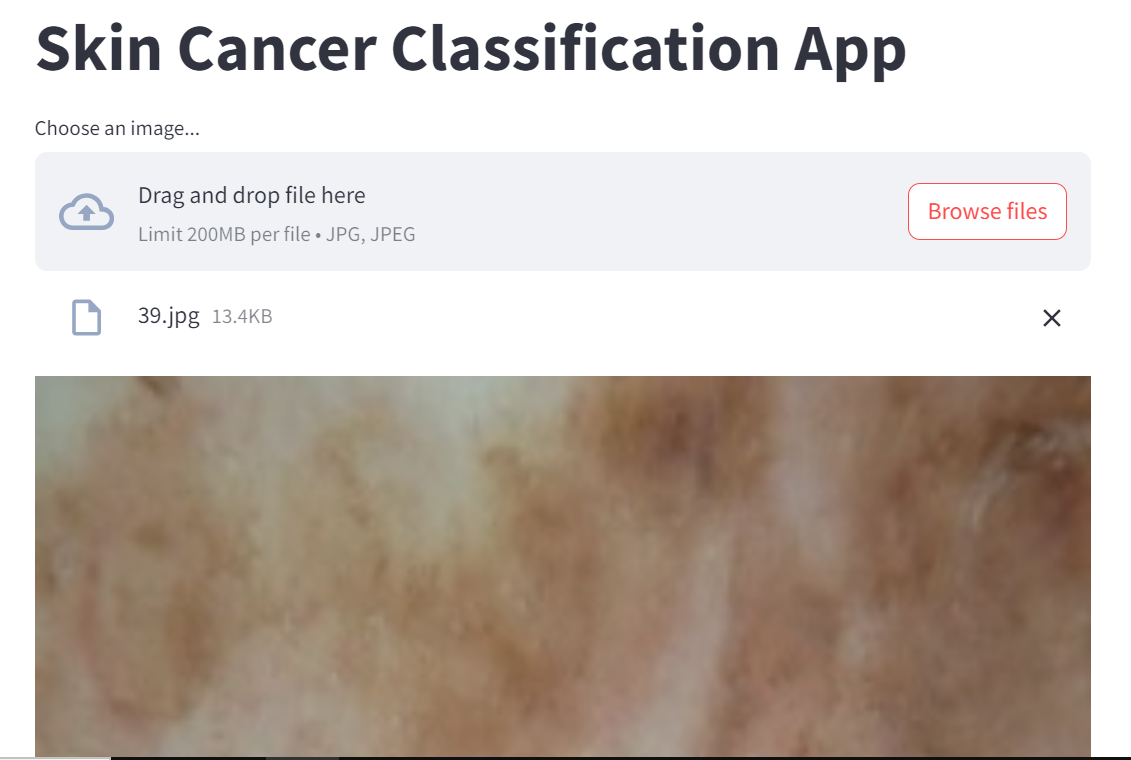 Skin Cancer Classification App
Choose an image...
Drag and drop file here
Limit 200MB per file • JPG, JPEG
Browse files
39.jpg 13.4KB